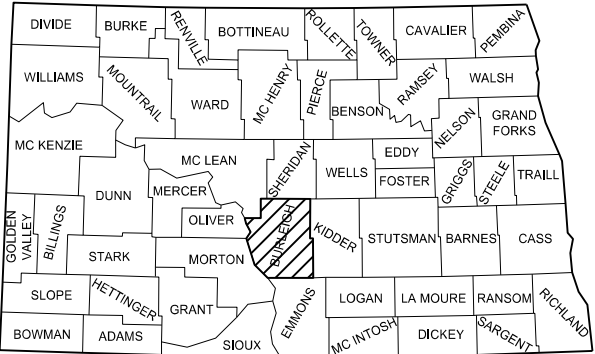 DIVIDE
BURKE
RENVILLE
BOTTINEAU
ROLLETTE
TOWNER
CAVALIER
PEMBINA
WILLIAMS
MOUNTRAIL
WARD
MC HENRY
PIERCE
BENSON
RAMSEY
WALSH
NELSON
GRAND
FORKS
MC KENZIE
DUNN
MC LEAN
MERCER
OLIVER
SHERIDAN
WELLS
EDDY
FOSTER
GRIGGS
STEELE
TRAILL
GOLDEN
VALLEY
BILLINGS
STARK
MORTON
BURLEIGH
KIDDER
STUTSMAN
BARNES
CASS
SLOPE
HETTINGER
GRANT
EMMONS
LOGAN
LA MOURE
RANSOM
RICHLAND
BOWMAN
ADAMS
SIOUX
MC INTOSH
DICKEY
SARGENT